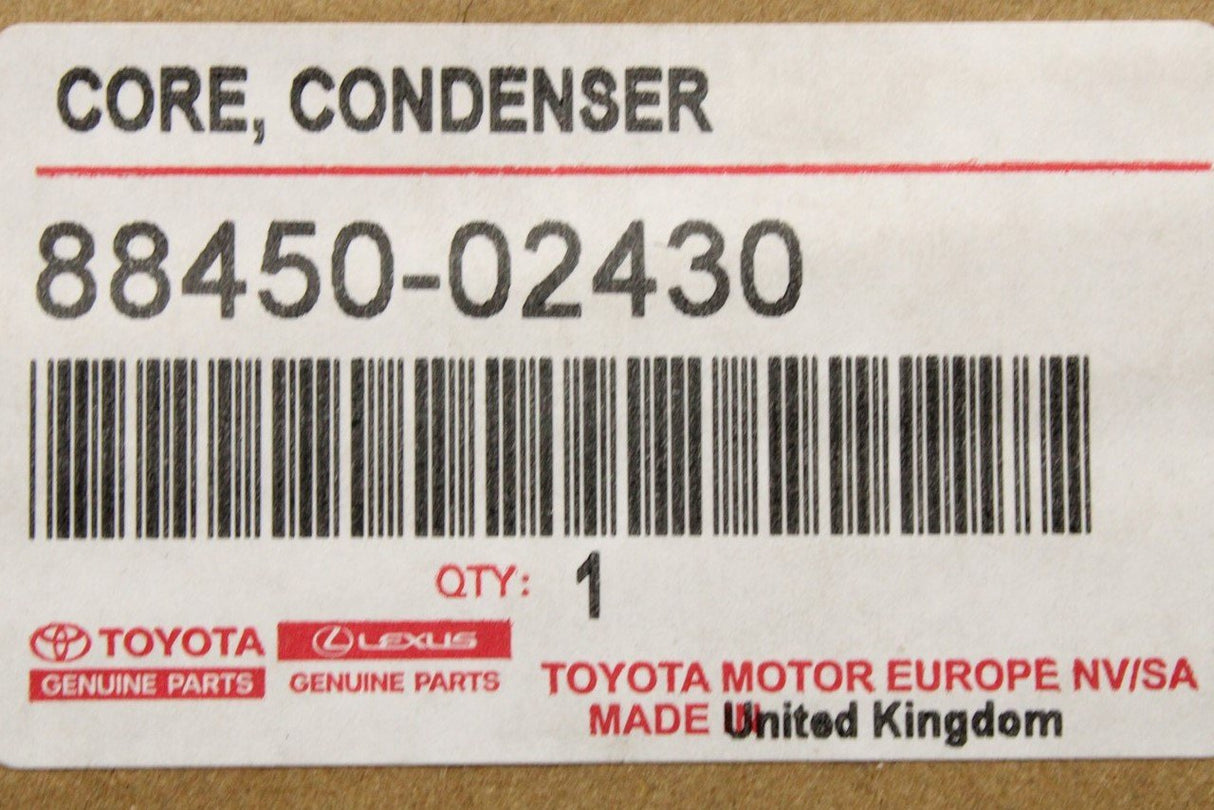 CORE, CONDENSER
88450-02430
QTY: 1
TOYOTA
GENUINE PARTS
LEXUS
GENUINE PARTS
TOYOTA MOTOR EUROPE NV/SA
MADE IN United Kingdom